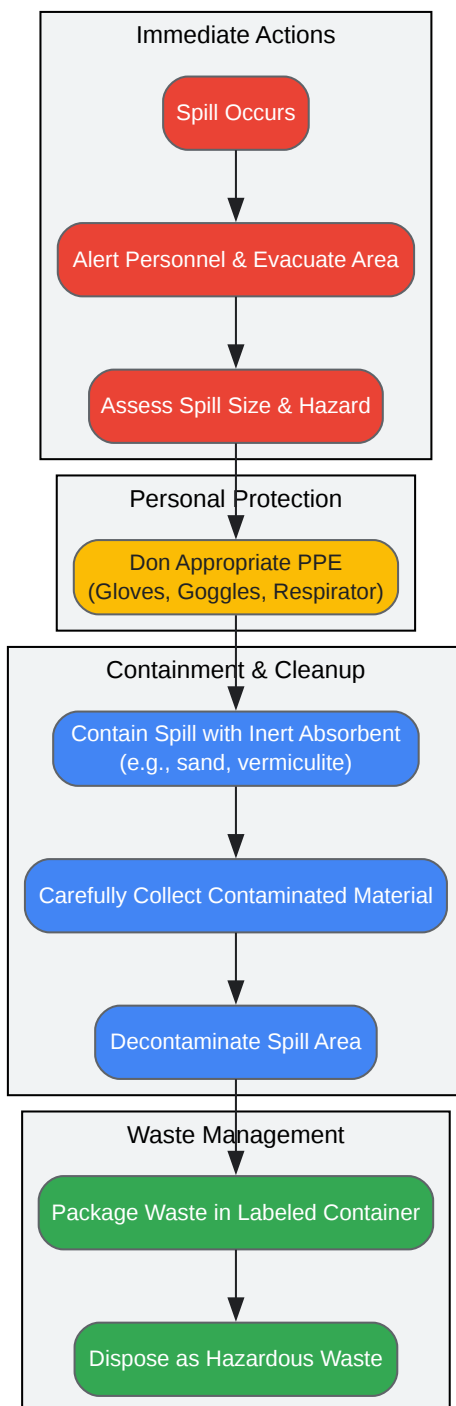 Immediate Actions
Spill Occurs
Alert Personnel & Evacuate Area
Assess Spill Size & Hazard
Personal Protection
Don Appropriate PPE
(Gloves, Goggles, Respirator)
Containment & Cleanup
Contain Spill with Inert Absorbent
(e.g., sand, vermiculite)
Carefully Collect Contaminated Material
Decontaminate Spill Area
Waste Management
Package Waste in Labeled Container
Dispose as Hazardous Waste